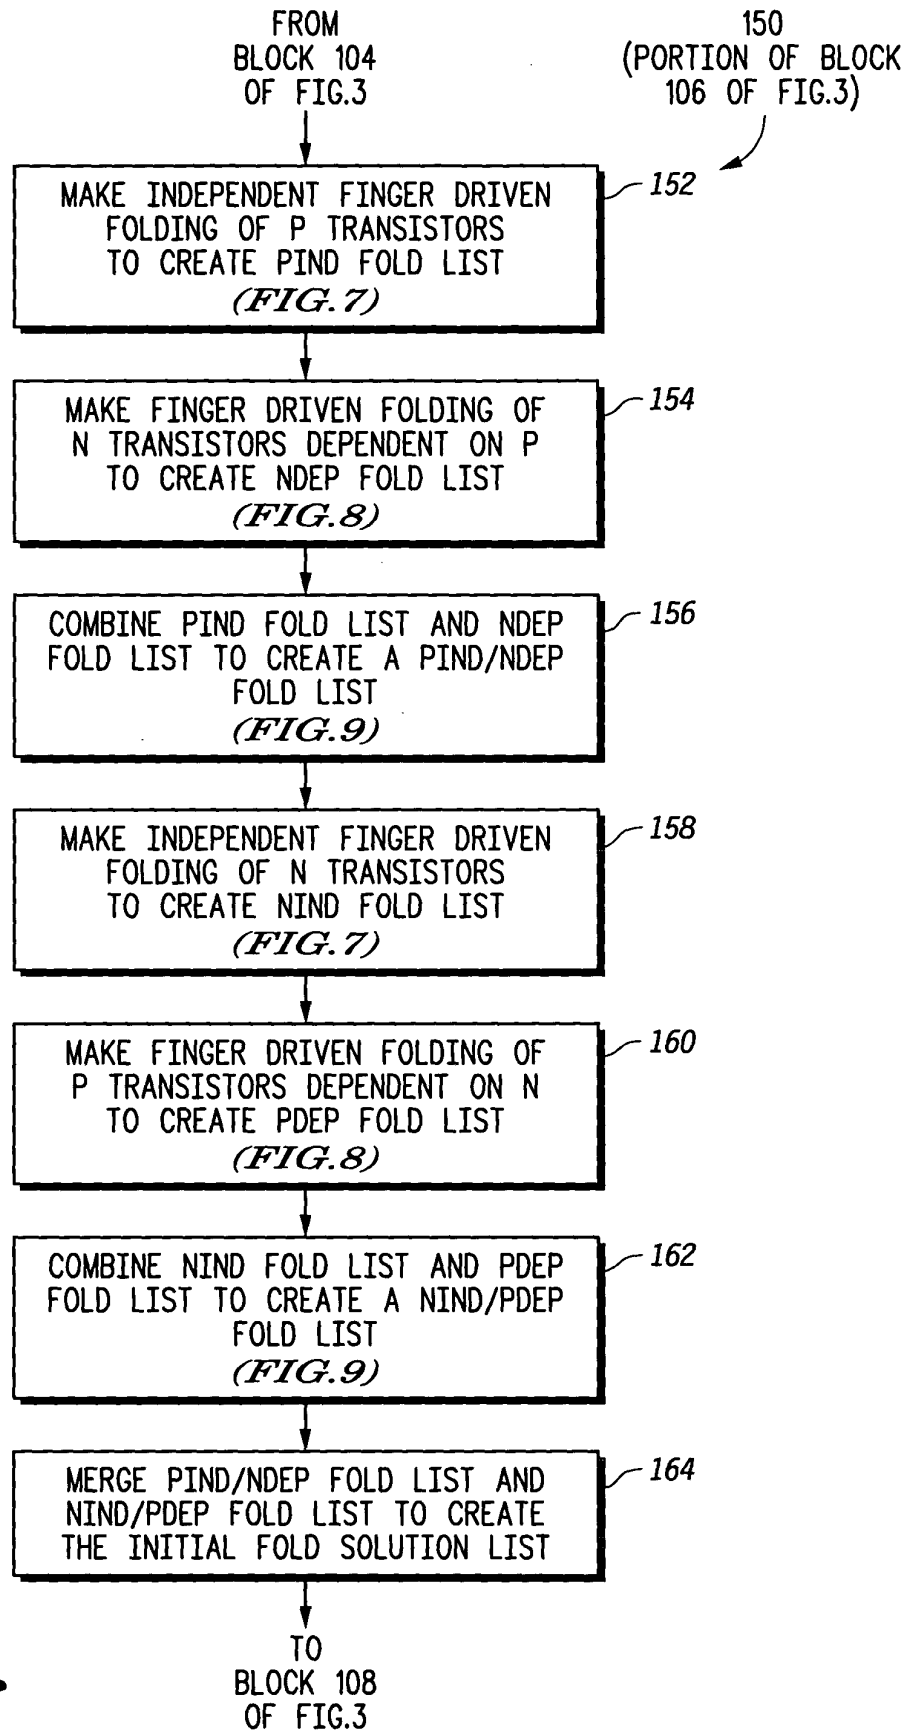 FROM
BLOCK 104
OF FIG.3
150
(PORTION OF BLOCK
106 OF FIG.3)
MAKE INDEPENDENT FINGER DRIVEN
FOLDING OF P TRANSISTORS
TO CREATE PIND FOLD LIST
(FIG.7)
152
MAKE FINGER DRIVEN FOLDING OF
N TRANSISTORS DEPENDENT ON P
TO CREATE NDEP FOLD LIST
(FIG.8)
154
COMBINE PIND FOLD LIST AND NDEP
FOLD LIST TO CREATE A PIND/NDEP
FOLD LIST
(FIG.9)
156
MAKE INDEPENDENT FINGER DRIVEN
FOLDING OF N TRANSISTORS
TO CREATE NIND FOLD LIST
(FIG.7)
158
MAKE FINGER DRIVEN FOLDING OF
P TRANSISTORS DEPENDENT ON N
TO CREATE PDEP FOLD LIST
(FIG.8)
160
COMBINE NIND FOLD LIST AND PDEP
FOLD LIST TO CREATE A NIND/PDEP
FOLD LIST
(FIG.9)
162
MERGE PIND/NDEP FOLD LIST AND
NIND/PDEP FOLD LIST TO CREATE
THE INITIAL FOLD SOLUTION LIST
164
TO
BLOCK 108
OF FIG.3